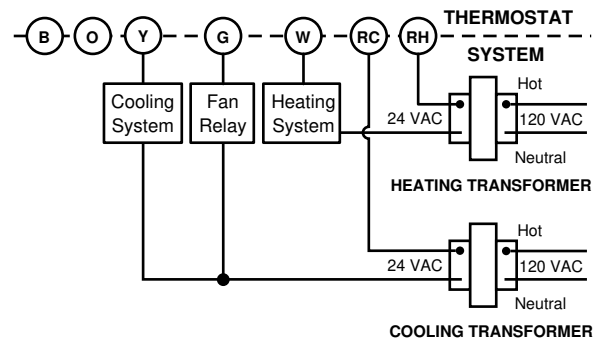 THERMOSTAT
B O Y G W RC RH
SYSTEM
Cooling
System
Fan
Relay
Heating
System
Hot
24 VAC
120 VAC
Neutral
HEATING TRANSFORMER
Hot
24 VAC
120 VAC
Neutral
COOLING TRANSFORMER